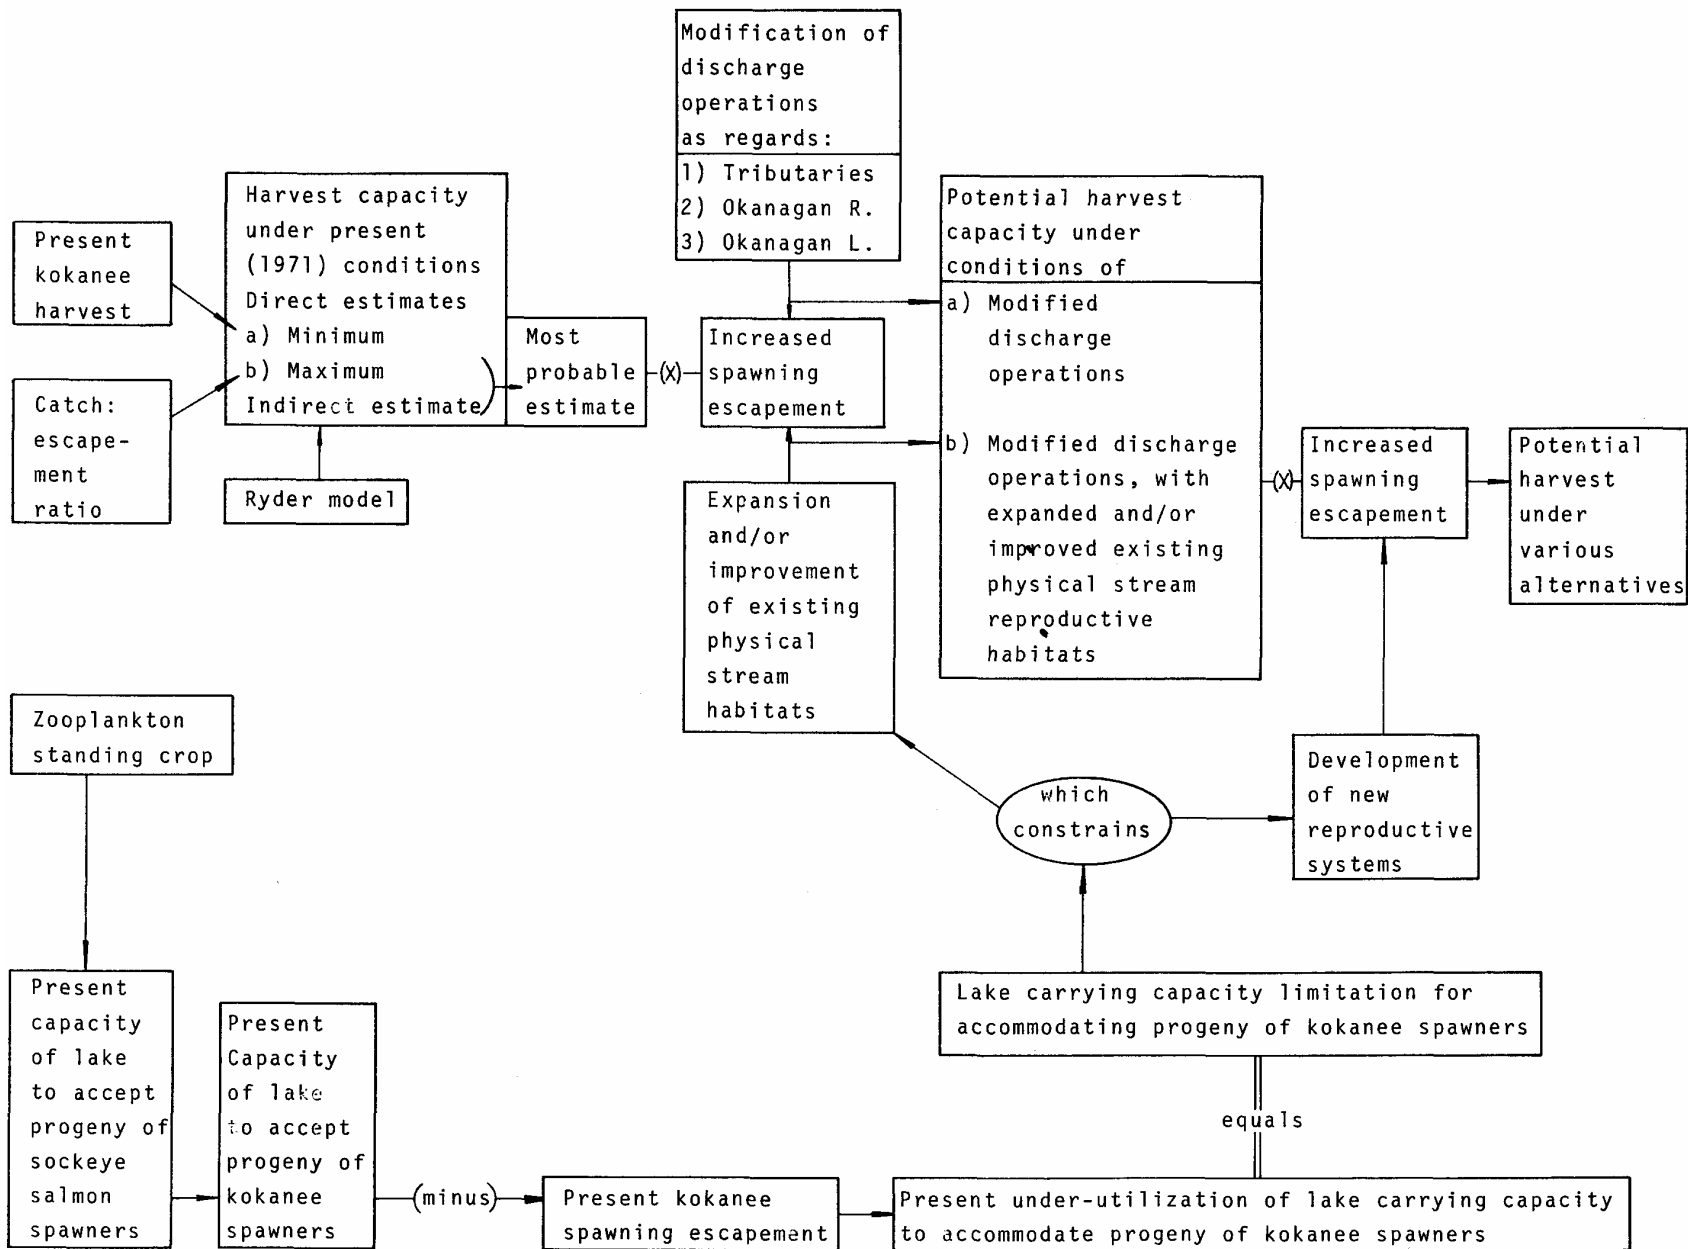 Modification of
discharge
operations
as regards:
1) Tributaries
2) Okanagan R.
3) Okanagan L.
Present
kokanee
harvest
Catch:
escape-
ment
ratio
Harvest capacity
under present
(1971) conditions
Direct estimates
a) Minimum
b) Maximum
Indirect estimate
Ryder model
Most
probable
estimate
(X)
Increased
spawning
escapement
Expansion
and/or
improvement
of existing
physical
stream
habitats
Potential harvest
capacity under
conditions of
a) Modified
discharge
operations
b) Modified discharge
operations, with
expanded and/or
improved existing
physical stream
reproductive
habitats
(X)
Increased
spawning
escapement
Potential
harvest
under
various
alternatives
Development
of new
reproductive
systems
which
constrains
Zooplankton
standing crop
Present
capacity
of lake
to accept
progeny of
sockeye
salmon
spawners
Present
Capacity
of lake
to accept
progeny of
kokanee
spawners
(minus)
Present kokanee
spawning escapement
Present under-utilization of lake carrying capacity
to accommodate progeny of kokanee spawners
equals
Lake carrying capacity limitation for
accommodating progeny of kokanee spawners